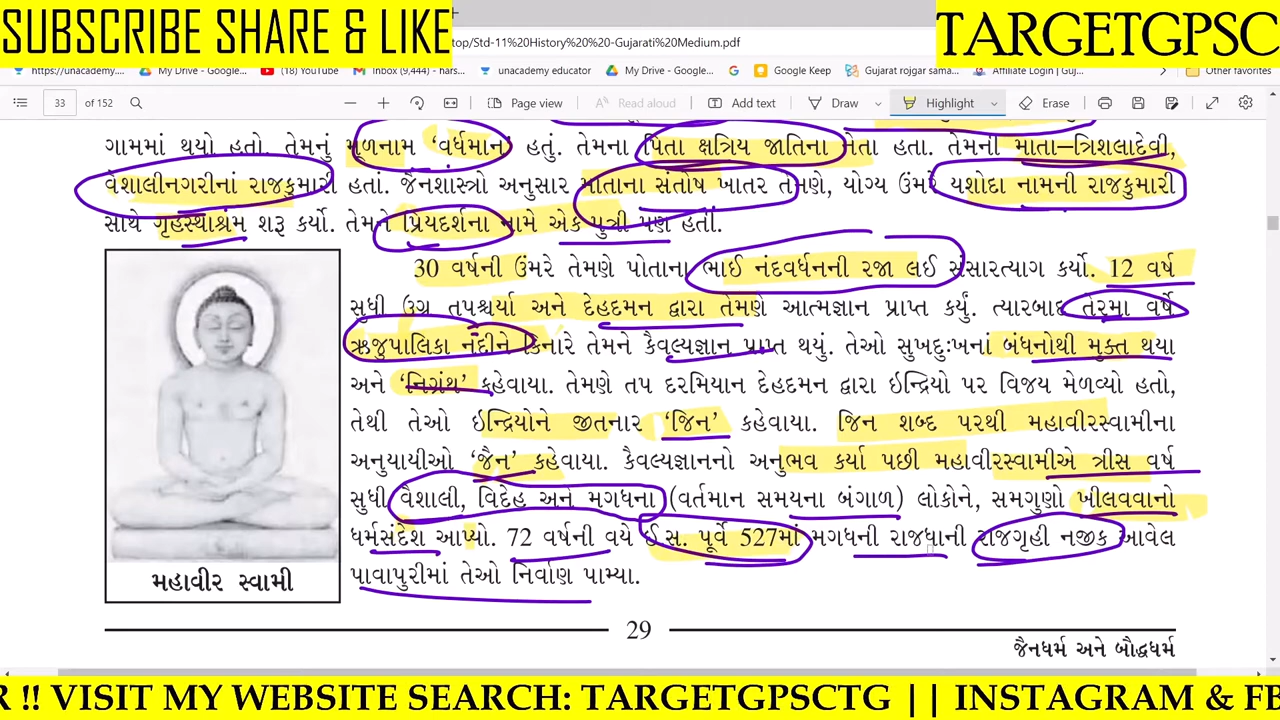 SUBSCRIBE SHARE & LIKE
TARGETGPSC
top/Std-11%20History%20%20-Gujarati%20Medium.pdf
https://unacademy.... My Drive - Google... (18) YouTube Inbox (9,444) - hars... unacademy educator My Drive - Google... Google Keep Gujarat rojgar sama... Affiliate Login | Guj... Other favorites
33 of 152 Page view Read aloud Add text Draw Highlight Erase
ગામમાં થયો હતો. તેમનું મૂળનામ ‘વર્ધમાન’ હતું. તેમના પિતા ક્ષત્રિય જાતિના નેતા હતા. તેમની માતા–ત્રિશલાદેવી,
વૈશાલીનગરીનાં રાજકુમારી હતાં. જૈનશાસ્ત્રો અનુસાર માતાના સંતોષ ખાતર તેમણે, યોગ્ય ઉંમરે યશોદા નામની રાજકુમારી
સાથે ગૃહસ્થાશ્રમ શરૂ કર્યો. તેમને પ્રિયદર્શના નામે એક પુત્રી પણ હતી.
30 વર્ષની ઉંમરે તેમણે પોતાના ભાઈ નંદવર્ધનની રજા લઈ સંસારત્યાગ કર્યો. 12 વર્ષ
સુધી ઉગ્ર તપશ્ચર્યા અને દેહદમન દ્વારા તેમણે આત્મજ્ઞાન પ્રાપ્ત કર્યું. ત્યારબાદ તેરમા વર્ષે
ઋજુપાલિકા નદીને કિનારે તેમને કૈવલ્યજ્ઞાન પ્રાપ્ત થયું. તેઓ સુખદુઃખનાં બંધનોથી મુક્ત થયા
અને ‘નિગ્રંથ’ કહેવાયા. તેમણે તપ દરમિયાન દેહદમન દ્વારા ઇન્દ્રિયો પર વિજય મેળવ્યો હતો,
તેથી તેઓ ઇન્દ્રિયોને જીતનાર ‘જિન’ કહેવાયા. જિન શબ્દ પરથી મહાવીરસ્વામીના
અનુયાયીઓ ‘જૈન’ કહેવાયા. કૈવલ્યજ્ઞાનનો અનુભવ કર્યા પછી મહાવીરસ્વામીએ ત્રીસ વર્ષ
સુધી વૈશાલી, વિદેહ અને મગધના (વર્તમાન સમયના બંગાળ) લોકોને, સમગુણો ખીલવવાનો
ધર્મસંદેશ આપ્યો. 72 વર્ષની વયે ઈ.સ. પૂર્વે 527માં મગધની રાજધાની રાજગૃહી નજીક આવેલ
પાવાપુરીમાં તેઓ નિર્વાણ પામ્યા.
મહાવીર સ્વામી
29
જૈનધર્મ અને બૌદ્ધધર્મ
R !! VISIT MY WEBSITE SEARCH: TARGETGPSCTG || INSTAGRAM & FB